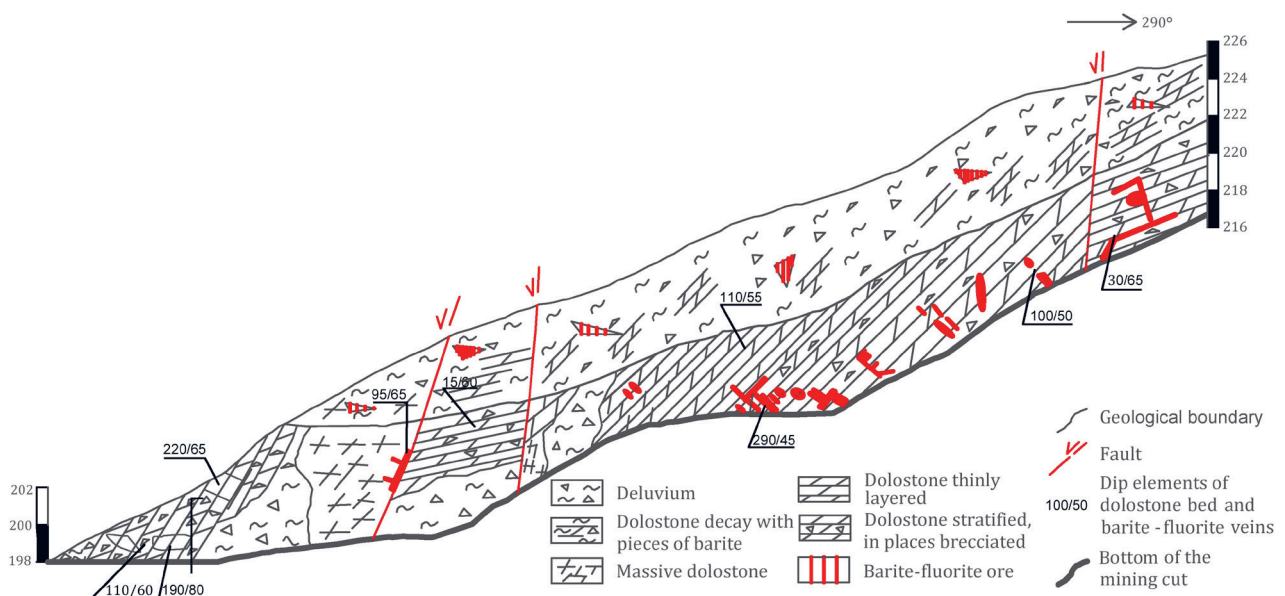 290°
226
224
222
220
218
216
30/65
100/50
110/55
290/45
15/60
95/65
220/65
202
200
198
110/60
190/80
Deluvium
Dolostone decay with
pieces of barite
Massive dolostone
Dolostone thinly
layered
Dolostone stratified,
in places brecciated
Barite-fluorite ore
Geological boundary
Fault
100/50
Dip elements of
dolostone bed and
barite -fluorite veins
Bottom of the
mining cut